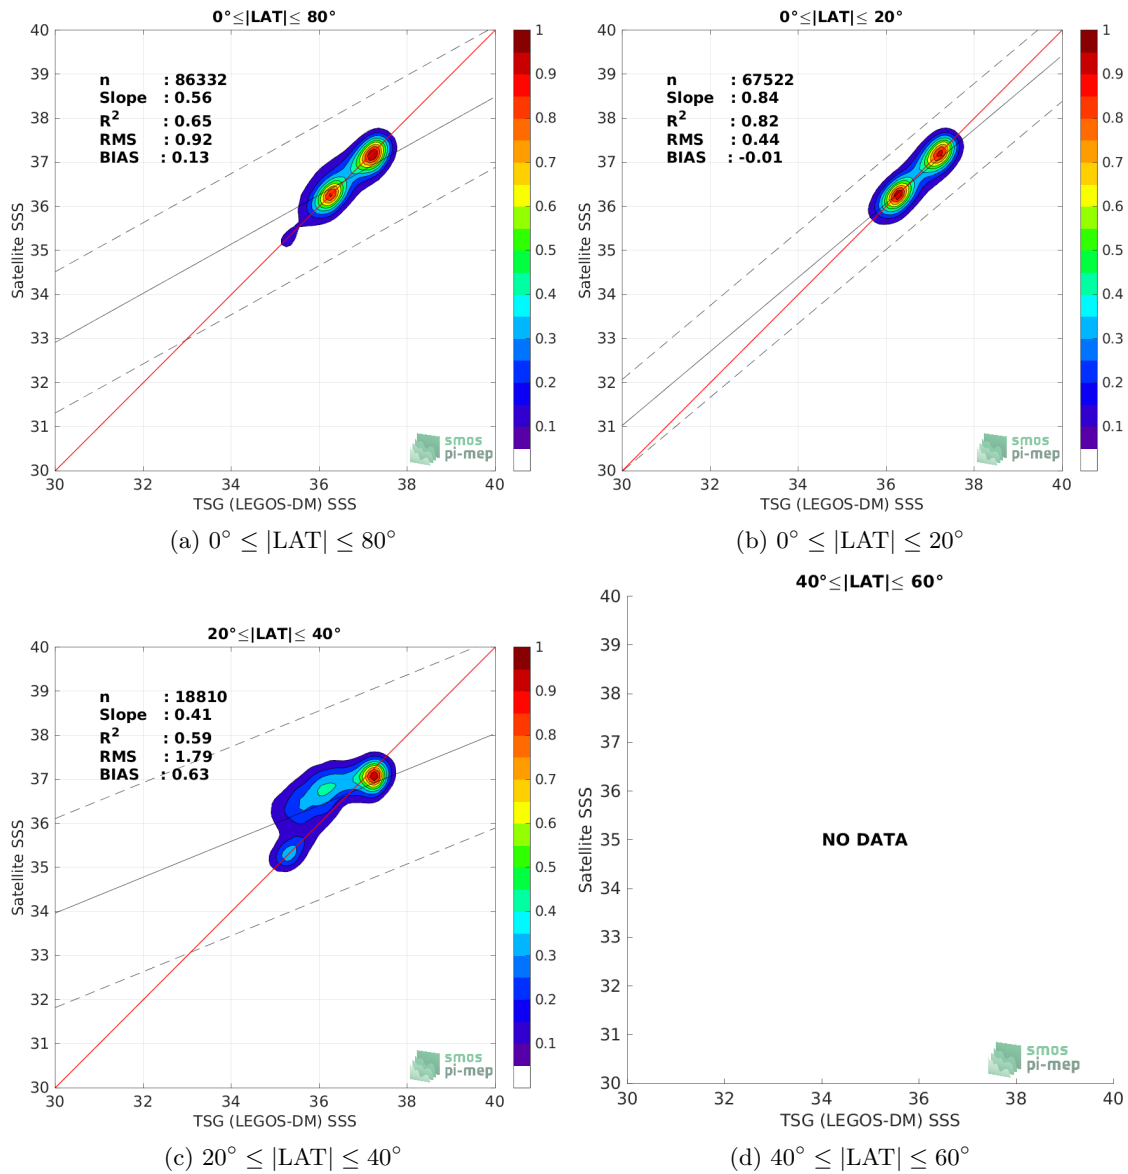 0°≤|LAT|≤ 80°
40
39
38
37
36
35
34
33
32
31
30
Satellite SSS
n : 86332
Slope : 0.56
R² : 0.65
RMS : 0.92
BIAS : 0.13
smos
pi-mep
30 32 34 36 38 40
TSG (LEGOS-DM) SSS
1
0.9
0.8
0.7
0.6
0.5
0.4
0.3
0.2
0.1
(a) 0° ≤ |LAT| ≤ 80°
0°≤|LAT|≤ 20°
40
39
38
37
36
35
34
33
32
31
30
Satellite SSS
n : 67522
Slope : 0.84
R² : 0.82
RMS : 0.44
BIAS : -0.01
smos
pi-mep
30 32 34 36 38 40
TSG (LEGOS-DM) SSS
1
0.9
0.8
0.7
0.6
0.5
0.4
0.3
0.2
0.1
(b) 0° ≤ |LAT| ≤ 20°
20°≤|LAT|≤ 40°
40
39
38
37
36
35
34
33
32
31
30
Satellite SSS
n : 18810
Slope : 0.41
R² : 0.59
RMS : 1.79
BIAS : 0.63
smos
pi-mep
30 32 34 36 38 40
TSG (LEGOS-DM) SSS
1
0.9
0.8
0.7
0.6
0.5
0.4
0.3
0.2
0.1
(c) 20° ≤ |LAT| ≤ 40°
40°≤|LAT|≤ 60°
40
39
38
37
36
35
34
33
32
31
30
Satellite SSS
NO DATA
smos
pi-mep
30 32 34 36 38 40
TSG (LEGOS-DM) SSS
(d) 40° ≤ |LAT| ≤ 60°